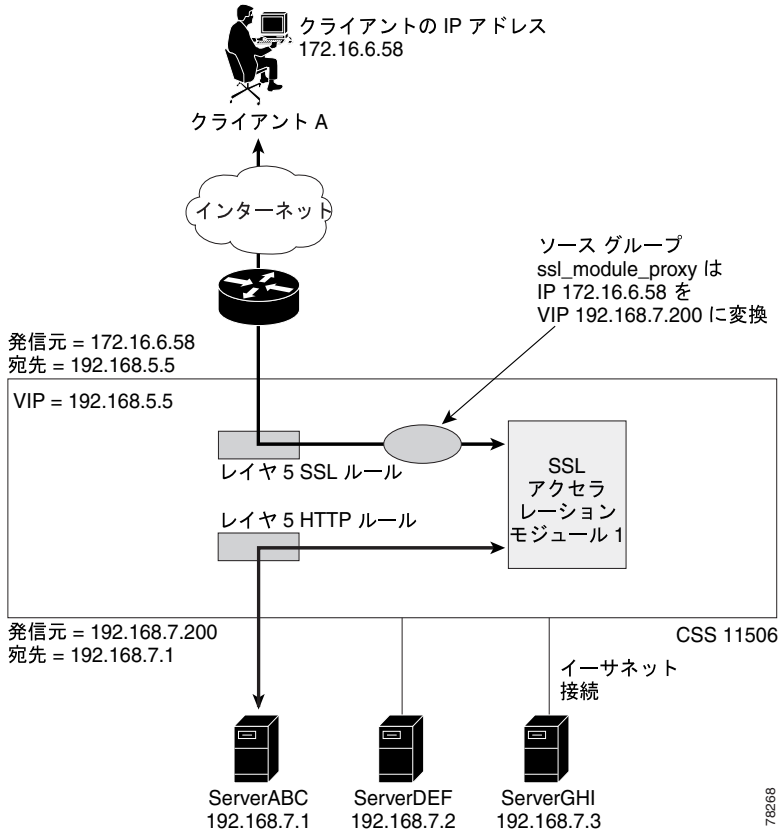 クライアントの IP アドレス
172.16.6.58
クライアント A
インターネット
ソース グループ
ssl_module_proxy は
IP 172.16.6.58 を
VIP 192.168.7.200 に変換
発信元 = 172.16.6.58
宛先 = 192.168.5.5
VIP = 192.168.5.5
レイヤ 5 SSL ルール
SSL
アクセラ
レーション
モジュール 1
レイヤ 5 HTTP ルール
発信元 = 192.168.7.200
宛先 = 192.168.7.1
CSS 11506
イーサネット
接続
ServerABC
192.168.7.1
ServerDEF
192.168.7.2
ServerGHI
192.168.7.3
78268